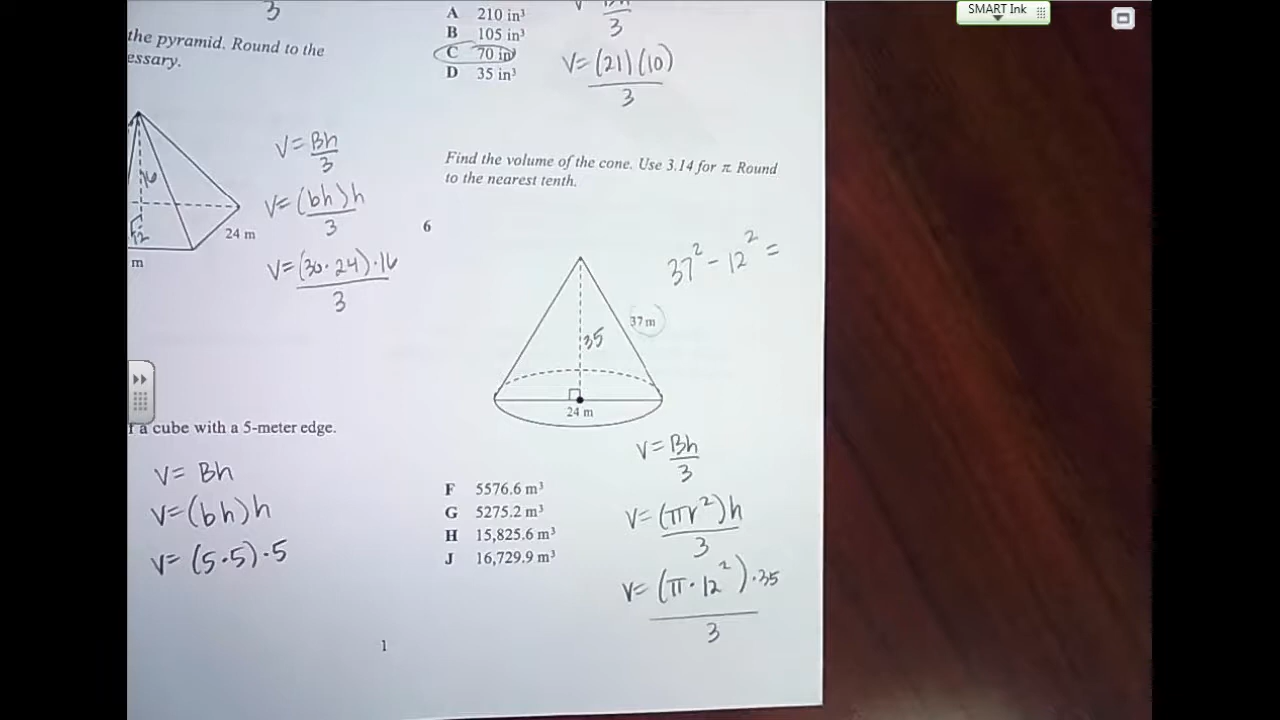 SMART Ink
3
the pyramid. Round to the
essary.
16
12
24 m
m
V = Bh
3
V = (bh)h
3
V = (30·24)·16
3
f a cube with a 5-meter edge.
V = Bh
V = (bh)h
V = (5·5)·5
A 210 in³
B 105 in³
C 70 in³
D 35 in³
3
V = (21)(10)
3
Find the volume of the cone. Use 3.14 for π. Round
to the nearest tenth.
6
37² - 12² =
37 m
35
24 m
F 5576.6 m³
G 5275.2 m³
H 15,825.6 m³
J 16,729.9 m³
V = Bh
3
V = (πr²)h
3
V = (π·12²)·35
3
1